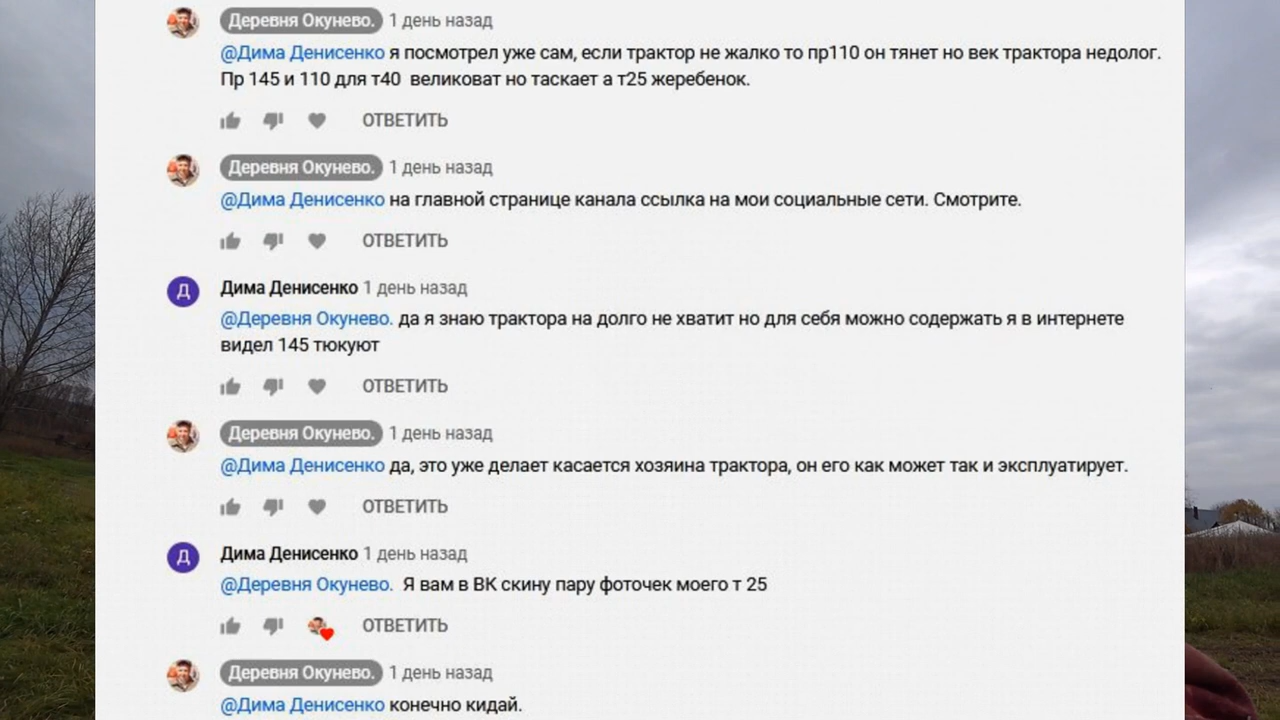 Деревня Окунево. 1 день назад
@Дима Денисенко я посмотрел уже сам, если трактор не жалко то пр110 он тянет но век трактора недолог.
Пр 145 и 110 для т40 великоват но таскает а т25 жеребенок.
ОТВЕТИТЬ
Деревня Окунево. 1 день назад
@Дима Денисенко на главной странице канала ссылка на мои социальные сети. Смотрите.
ОТВЕТИТЬ
Д
Дима Денисенко 1 день назад
@Деревня Окунево. да я знаю трактора на долго не хватит но для себя можно содержать я в интернете
видел 145 тюкуют
ОТВЕТИТЬ
Деревня Окунево. 1 день назад
@Дима Денисенко да, это уже делает касается хозяина трактора, он его как может так и эксплуатирует.
ОТВЕТИТЬ
Д
Дима Денисенко 1 день назад
@Деревня Окунево. Я вам в ВК скину пару фоточек моего т 25
ОТВЕТИТЬ
Деревня Окунево. 1 день назад
@Дима Денисенко конечно кидай.